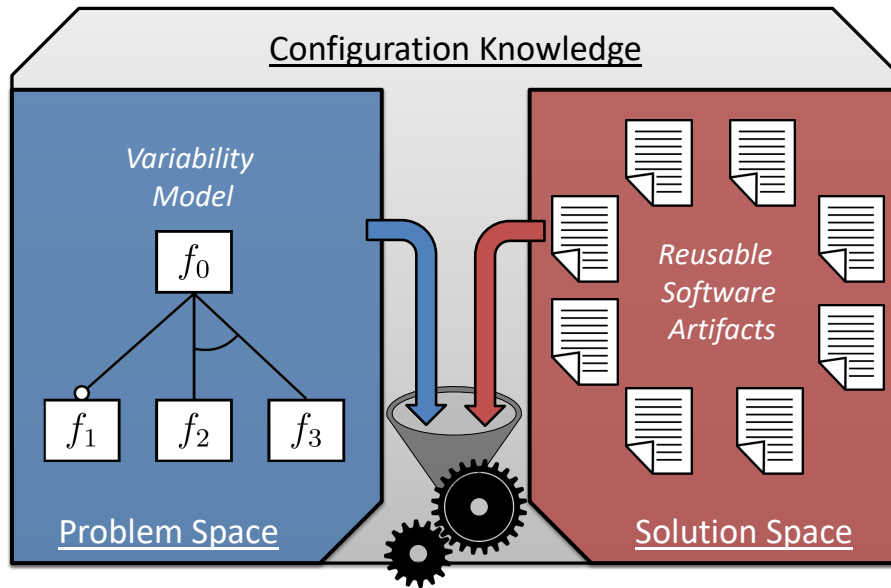 Configuration Knowledge
Variability
Model
f₀
f₁
f₂
f₃
Problem Space
Reusable
Software
Artifacts
Solution Space